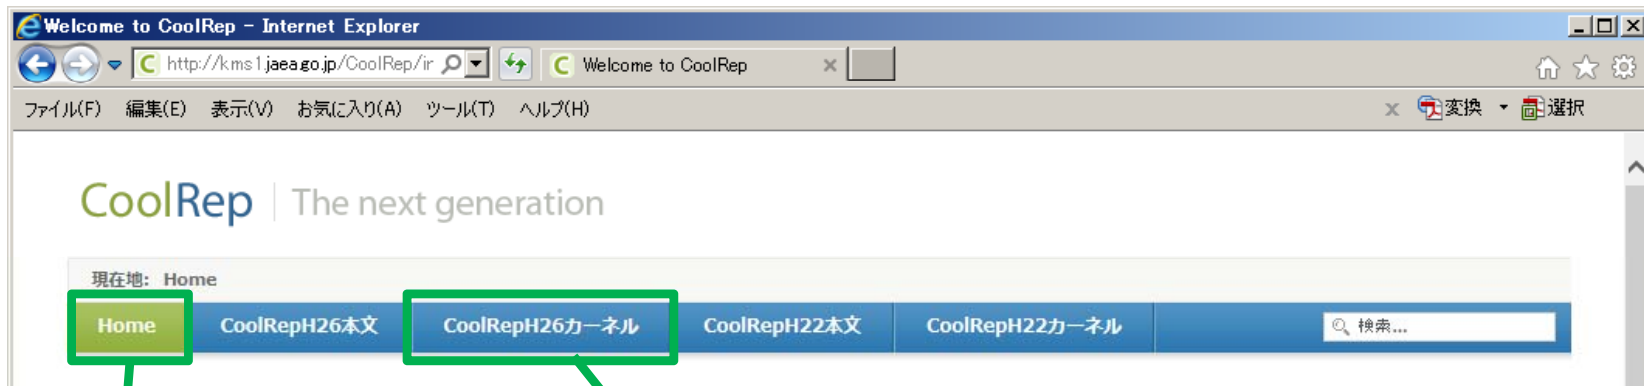 Welcome to CoolRep - Internet Explorer
http://kms1.jaea.go.jp/CoolRep/ir
Welcome to CoolRep
ファイル(F) 編集(E) 表示(V) お気に入り(A) ツール(T) ヘルプ(H)
変換 選択
CoolRep The next generation
現在地: Home
Home CoolRepH26本文 CoolRepH26カーネル CoolRepH22本文 CoolRepH22カーネル 検索...